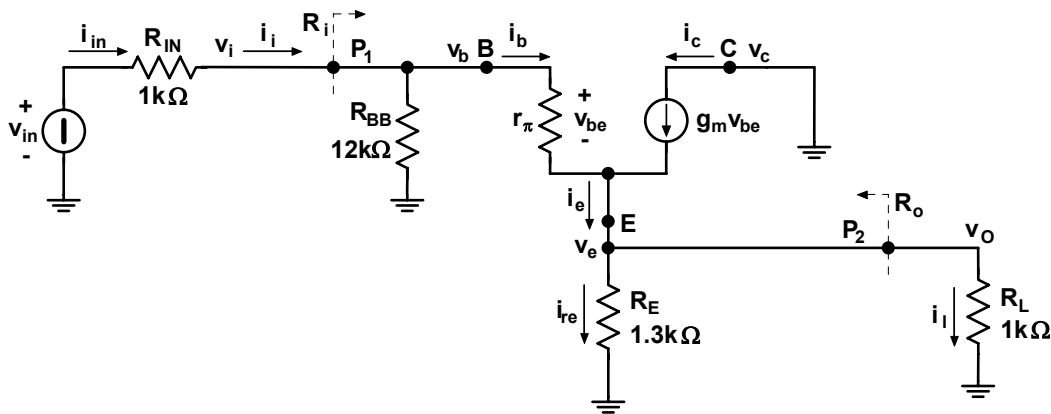 i_in
R_IN
1kΩ
+
v_in
-
v_i
i_i
R_i
P_1
R_BB
12kΩ
v_b
B
i_b
r_π
+
v_be
-
i_c
C
v_c
g_m v_be
i_e
E
v_e
i_re
R_E
1.3kΩ
P_2
R_o
v_O
i_l
R_L
1kΩ